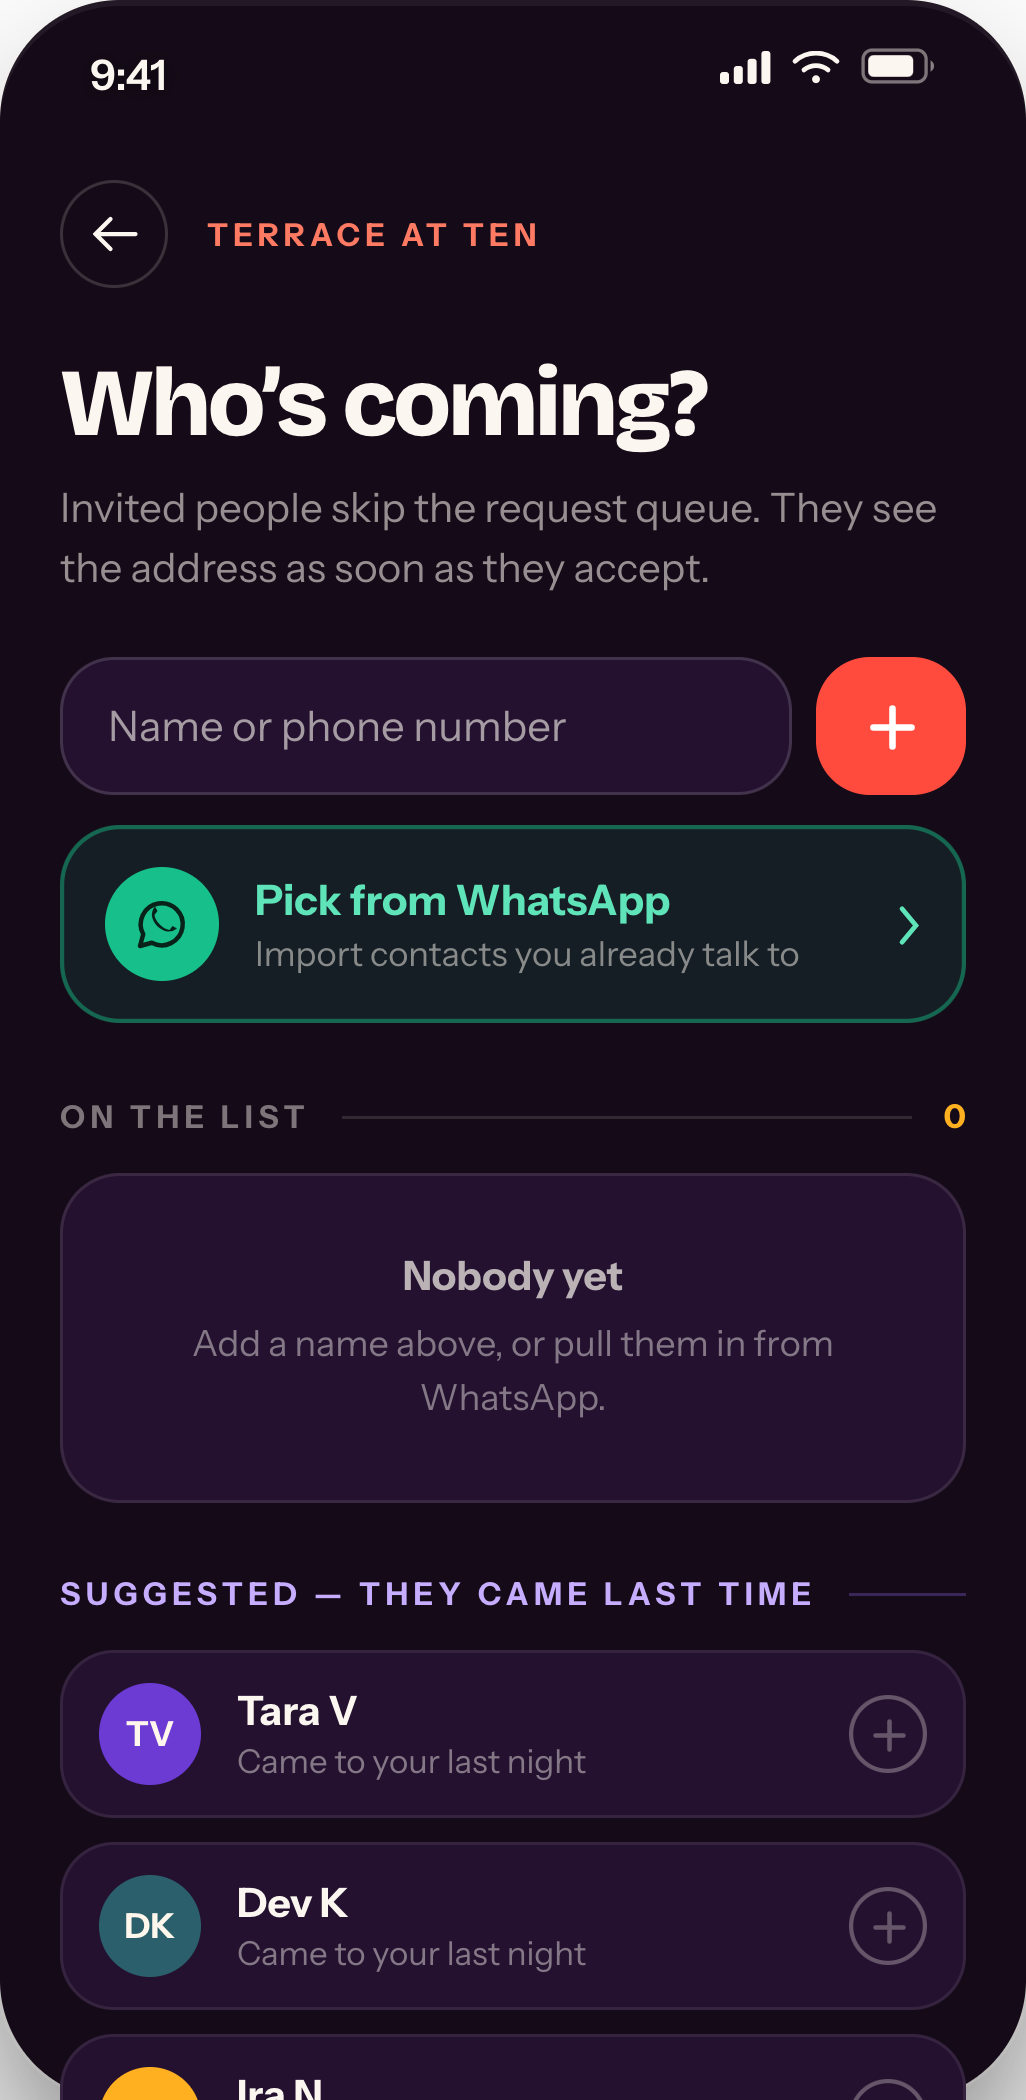 9:41
TERRACE AT TEN
Who's coming?
Invited people skip the request queue. They see
the address as soon as they accept.
Name or phone number
Pick from WhatsApp
Import contacts you already talk to
ON THE LIST 0
Nobody yet
Add a name above, or pull them in from
WhatsApp.
SUGGESTED — THEY CAME LAST TIME
TV Tara V
Came to your last night
DK Dev K
Came to your last night
Ira N